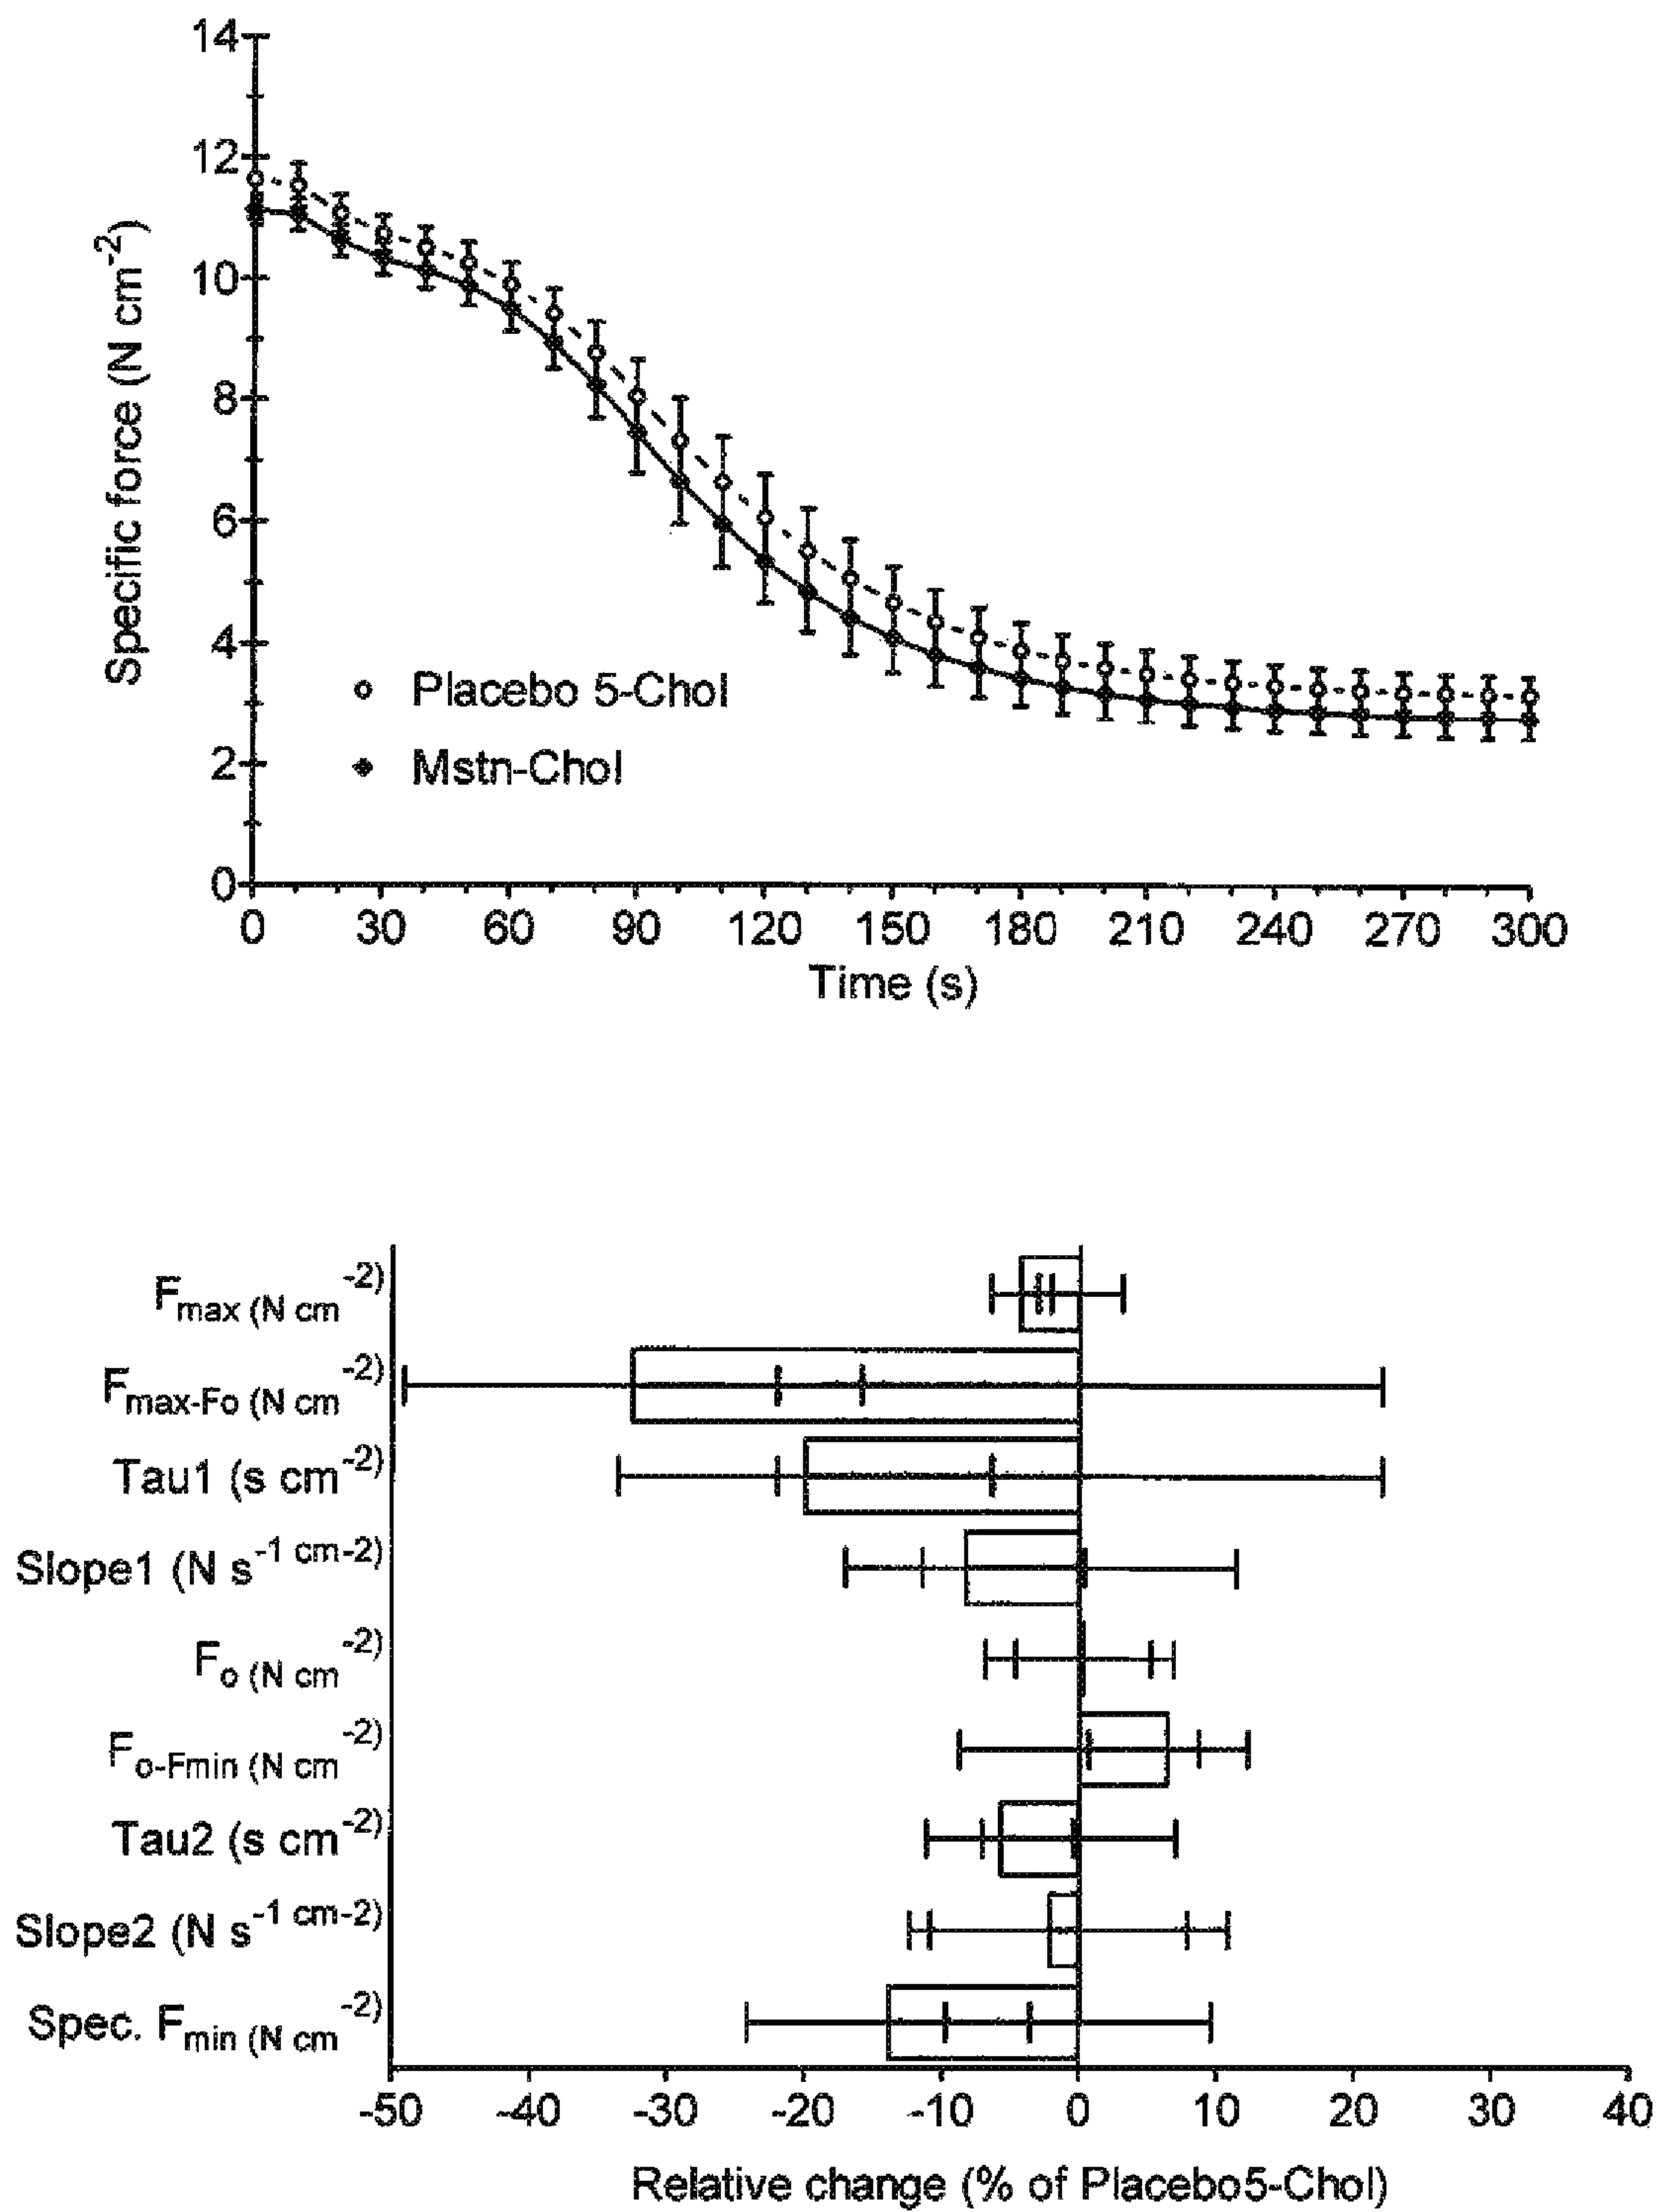 14
12
10
8
6
4
2
0
Specific force (N cm-2)
Placebo 5-Chol
Mstn-Chol
0 30 60 90 120 150 180 210 240 270 300
Time (s)
Fmax (N cm-2)
Fmax-Fo (N cm-2)
Tau1 (s cm-2)
Slope1 (N s-1 cm-2)
Fo (N cm-2)
Fo-Fmin (N cm-2)
Tau2 (s cm-2)
Slope2 (N s-1 cm-2)
Spec. Fmin (N cm-2)
-50 -40 -30 -20 -10 0 10 20 30 40
Relative change (% of Placebo5-Chol)